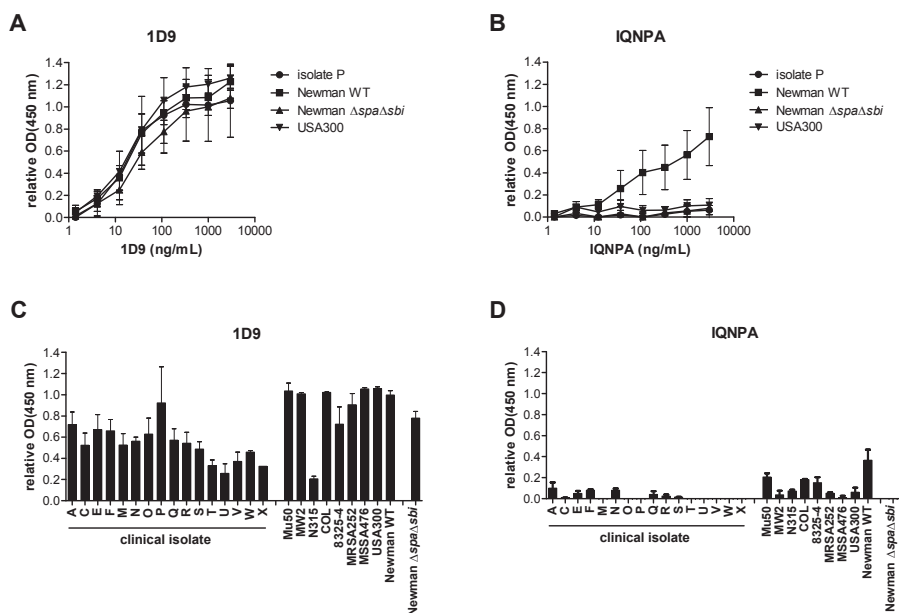 A
1D9
relative OD(450 nm)
1.4
1.2
1.0
0.8
0.6
0.4
0.2
0.0
1 10 100 1000 10000
1D9 (ng/mL)
isolate P
Newman WT
Newman ΔspaΔsbi
USA300
B
IQNPA
relative OD(450 nm)
1.4
1.2
1.0
0.8
0.6
0.4
0.2
0.0
1 10 100 1000 10000
IQNPA (ng/mL)
isolate P
Newman WT
Newman ΔspaΔsbi
USA300
C
1D9
relative OD(450 nm)
1.4
1.2
1.0
0.8
0.6
0.4
0.2
0.0
A C E F M N O P Q R S T U V W X
clinical isolate
Mu50
MW2
N315
COL
8325-4
MRSA252
MSSA476
USA300
Newman WT
Newman ΔspaΔsbi
D
IQNPA
relative OD(450 nm)
1.4
1.2
1.0
0.8
0.6
0.4
0.2
0.0
A C E F M N O P Q R S T U V W X
clinical isolate
Mu50
MW2
N315
COL
8325-4
MRSA252
MSSA476
USA300
Newman WT
Newman ΔspaΔsbi